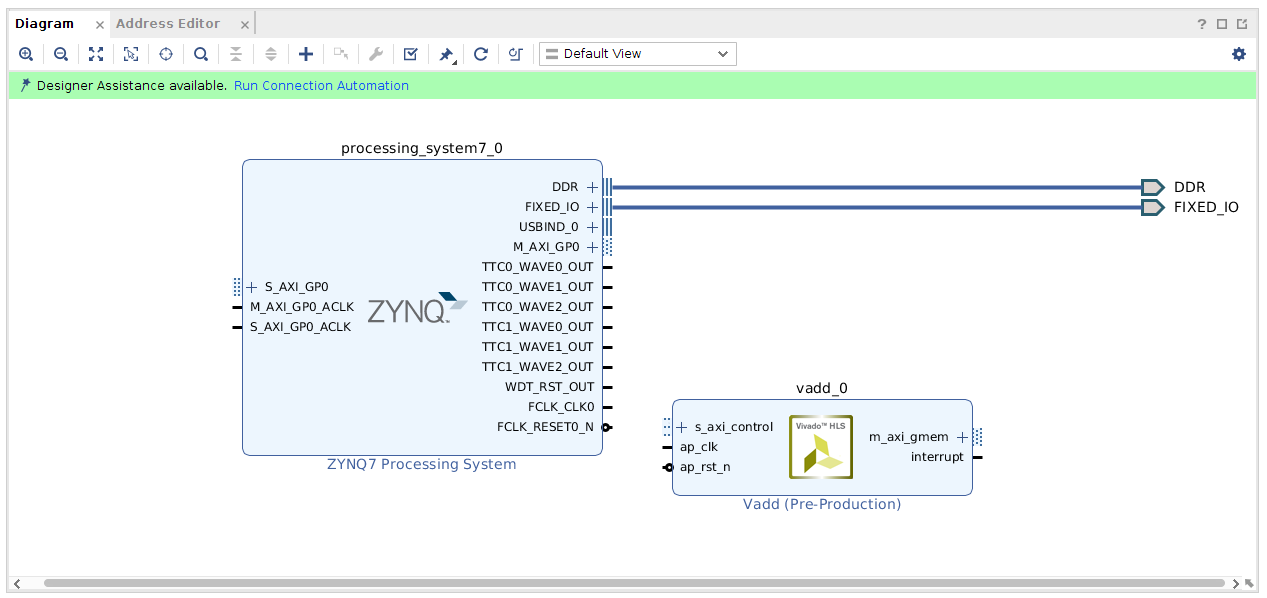 Diagram × Address Editor × ?
Default View
Designer Assistance available. Run Connection Automation
processing_system7_0
DDR
FIXED_IO
USBIND_0
M_AXI_GP0
TTC0_WAVE0_OUT
TTC0_WAVE1_OUT
TTC0_WAVE2_OUT
TTC1_WAVE0_OUT
TTC1_WAVE1_OUT
TTC1_WAVE2_OUT
WDT_RST_OUT
FCLK_CLK0
FCLK_RESET0_N
S_AXI_GP0
M_AXI_GP0_ACLK
S_AXI_GP0_ACLK
ZYNQ™
ZYNQ7 Processing System
DDR
FIXED_IO
vadd_0
s_axi_control
ap_clk
ap_rst_n
Vivado™ HLS
m_axi_gmem
interrupt
Vadd (Pre-Production)